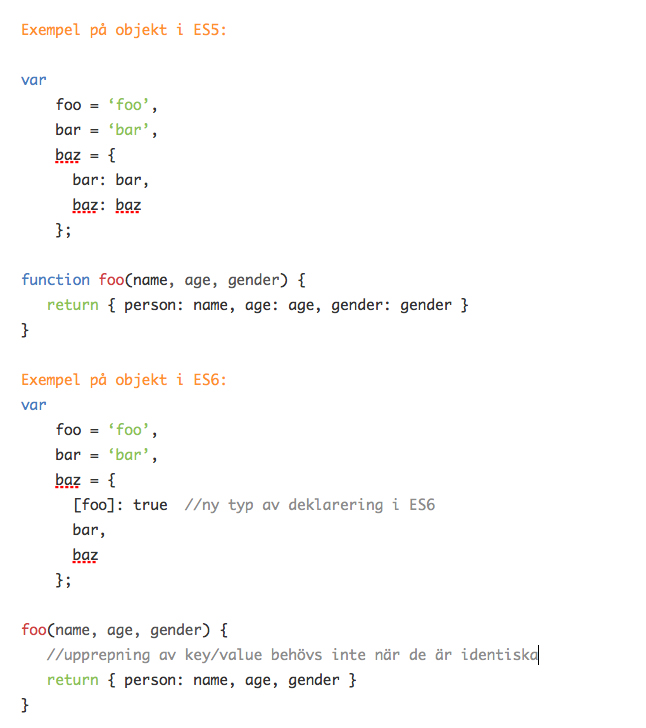 Exempel på objekt i ES5:
var
foo = ‘foo’,
bar = ‘bar’,
baz = {
bar: bar,
baz: baz
};
function foo(name, age, gender) {
return { person: name, age: age, gender: gender }
}
Exempel på objekt i ES6:
var
foo = ‘foo’,
bar = ‘bar’,
baz = {
[foo]: true //ny typ av deklarering i ES6
bar,
baz
};
foo(name, age, gender) {
//upprepning av key/value behövs inte när de är identiska
return { person: name, age, gender }
}